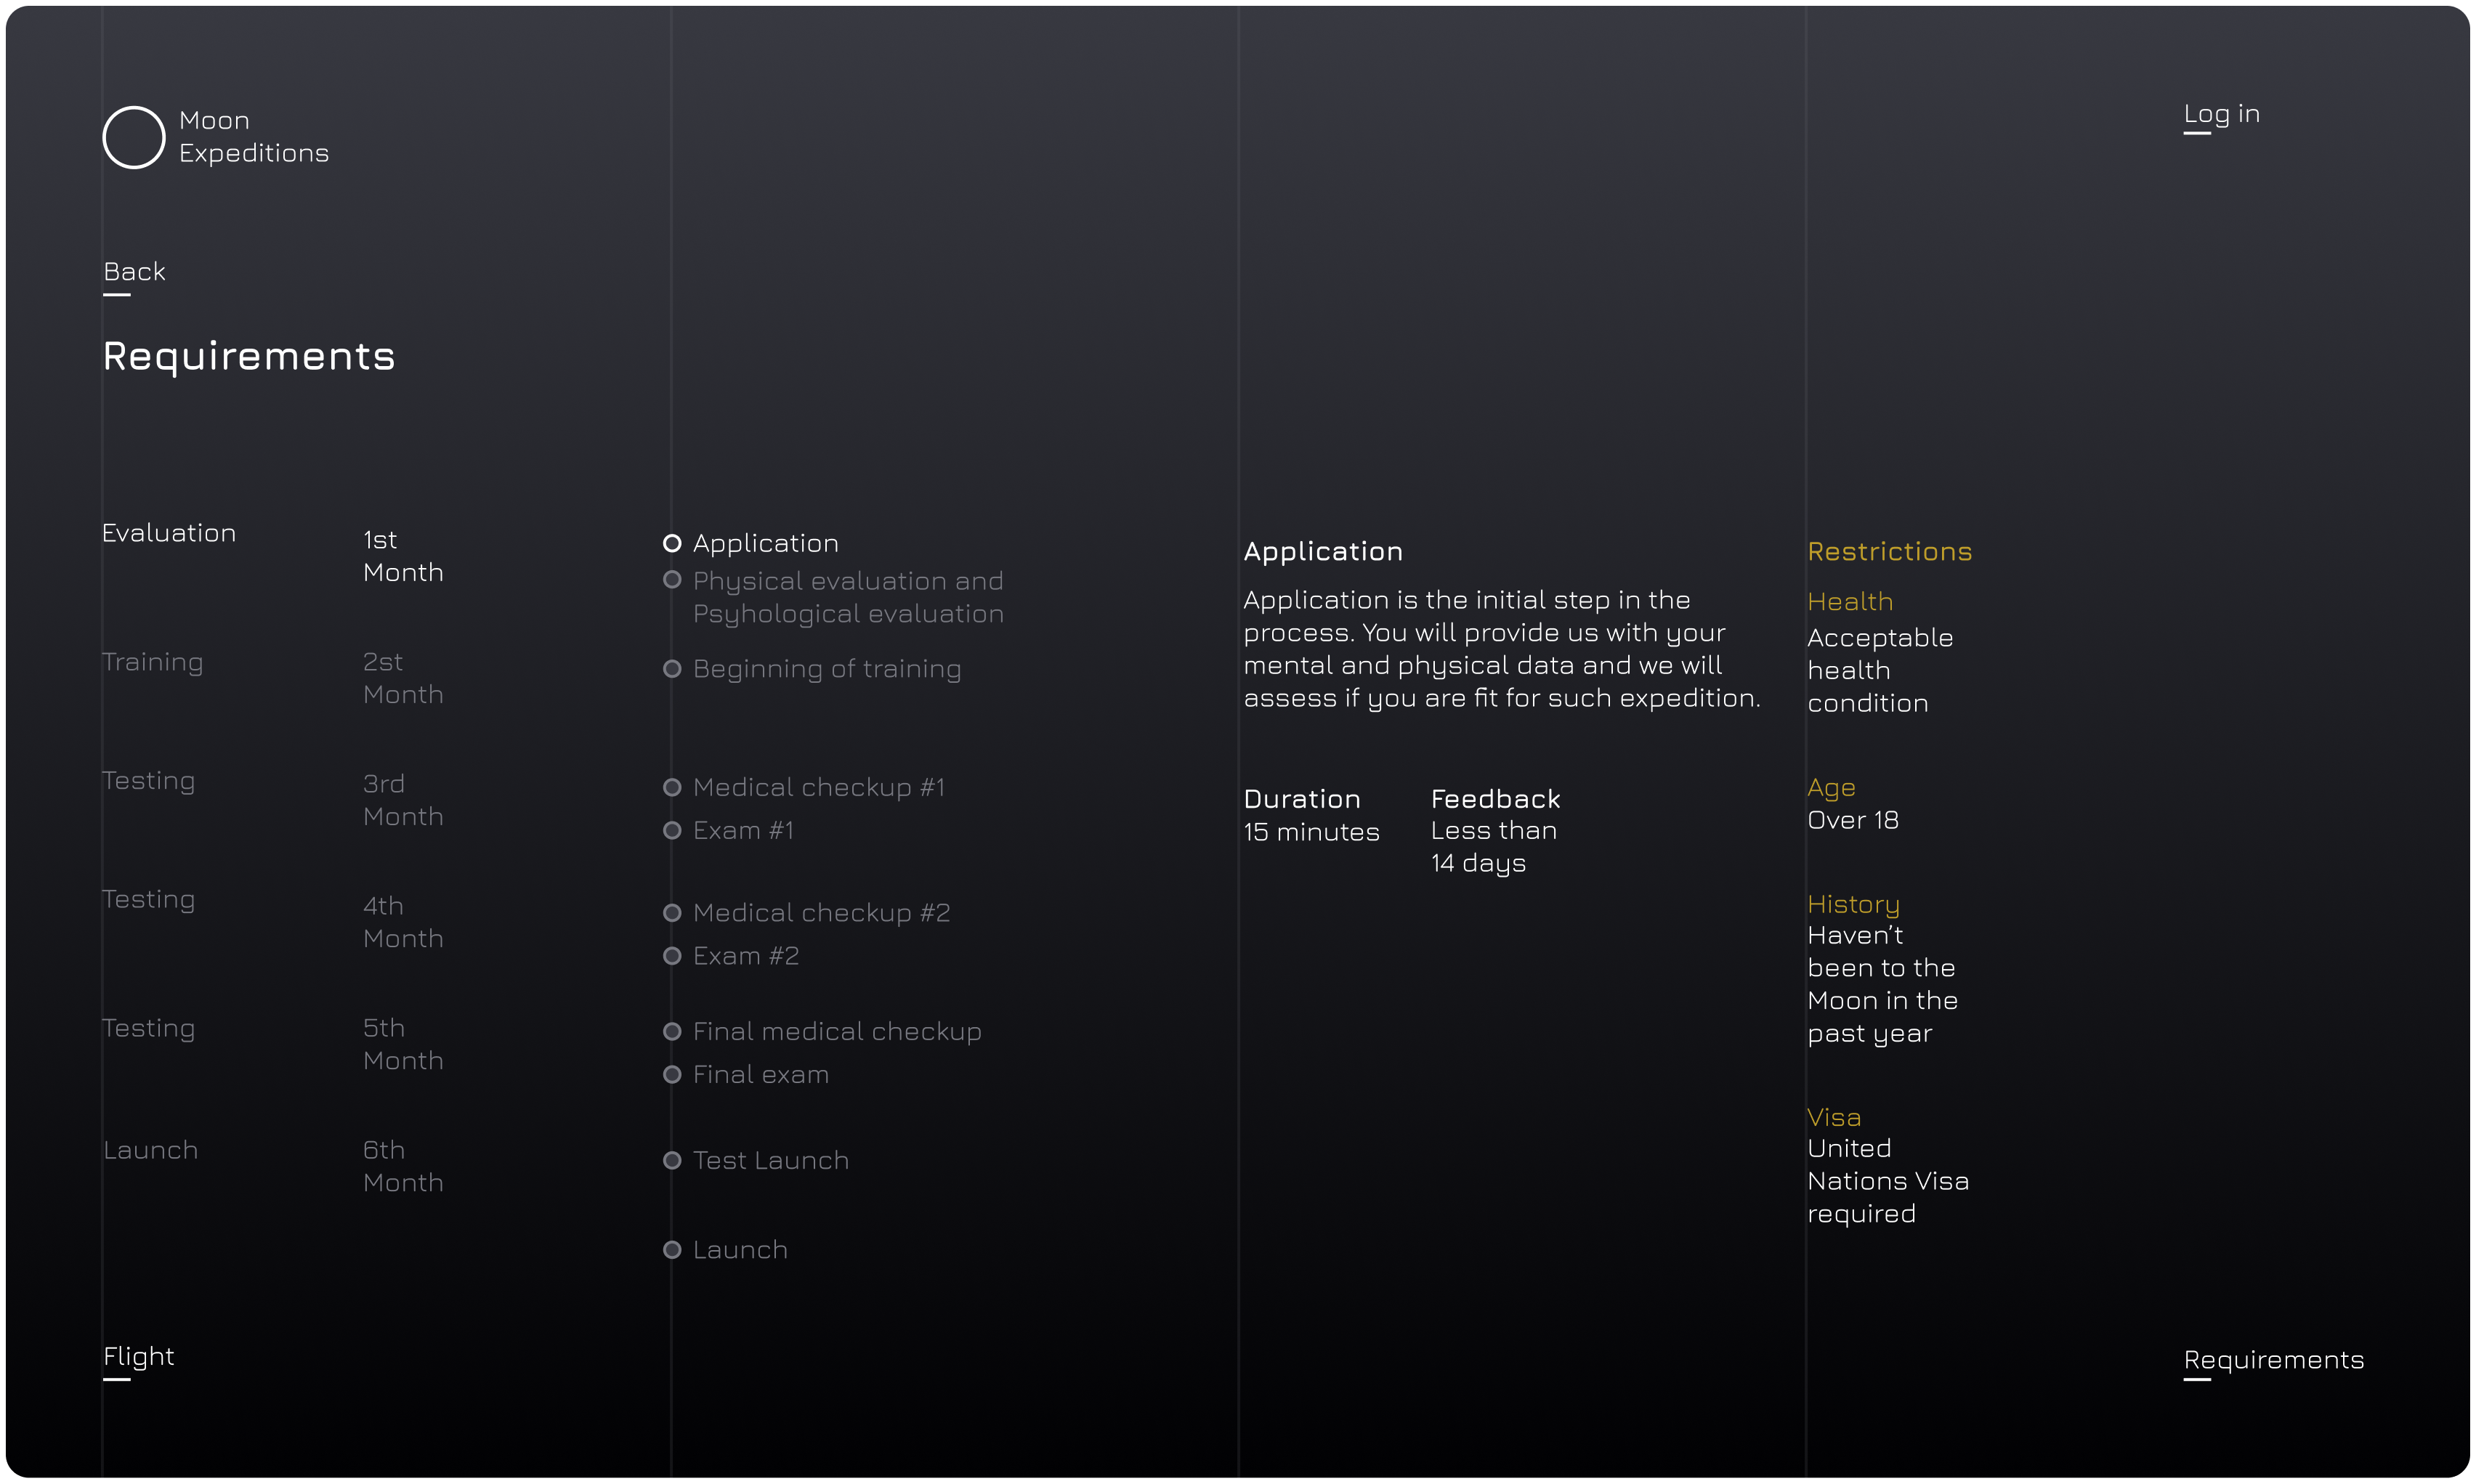 Moon
Expeditions
Log in
Back
Requirements
Evaluation
1st
Month
Training
2st
Month
Testing
3rd
Month
Testing
4th
Month
Testing
5th
Month
Launch
6th
Month
Application
Physical evaluation and
Psyhological evaluation
Beginning of training
Medical checkup #1
Exam #1
Medical checkup #2
Exam #2
Final medical checkup
Final exam
Test Launch
Launch
Application
Application is the initial step in the
process. You will provide us with your
mental and physical data and we will
assess if you are fit for such expedition.
Duration
15 minutes
Feedback
Less than
14 days
Restrictions
Health
Acceptable
health
condition
Age
Over 18
History
Haven’t
been to the
Moon in the
past year
Visa
United
Nations Visa
required
Flight
Requirements